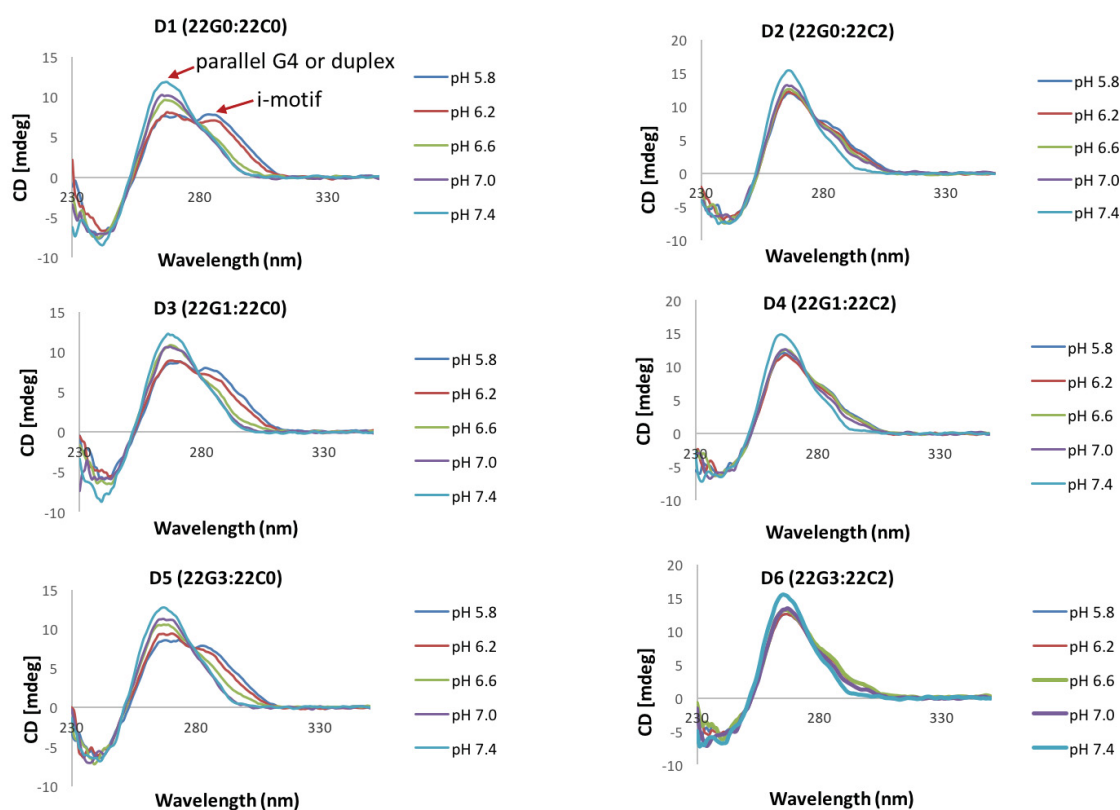 D1 (22G0:22C0)
15
10
5
0
-5
-10
230
280
330
CD [mdeg]
Wavelength (nm)
parallel G4 or duplex
i-motif
pH 5.8
pH 6.2
pH 6.6
pH 7.0
pH 7.4
D2 (22G0:22C2)
20
15
10
5
0
-5
-10
230
280
330
CD [mdeg]
Wavelength (nm)
pH 5.8
pH 6.2
pH 6.6
pH 7.0
pH 7.4
D3 (22G1:22C0)
15
10
5
0
-5
-10
230
280
330
CD [mdeg]
Wavelength (nm)
pH 5.8
pH 6.2
pH 6.6
pH 7.0
pH 7.4
D4 (22G1:22C2)
20
15
10
5
0
-5
-10
230
280
330
CD [mdeg]
Wavelength (nm)
pH 5.8
pH 6.2
pH 6.6
pH 7.0
pH 7.4
D5 (22G3:22C0)
15
10
5
0
-5
-10
230
280
330
CD [mdeg]
Wavelength (nm)
pH 5.8
pH 6.2
pH 6.6
pH 7.0
pH 7.4
D6 (22G3:22C2)
20
15
10
5
0
-5
-10
230
280
330
CD [mdeg]
Wavelength (nm)
pH 5.8
pH 6.2
pH 6.6
pH 7.0
pH 7.4